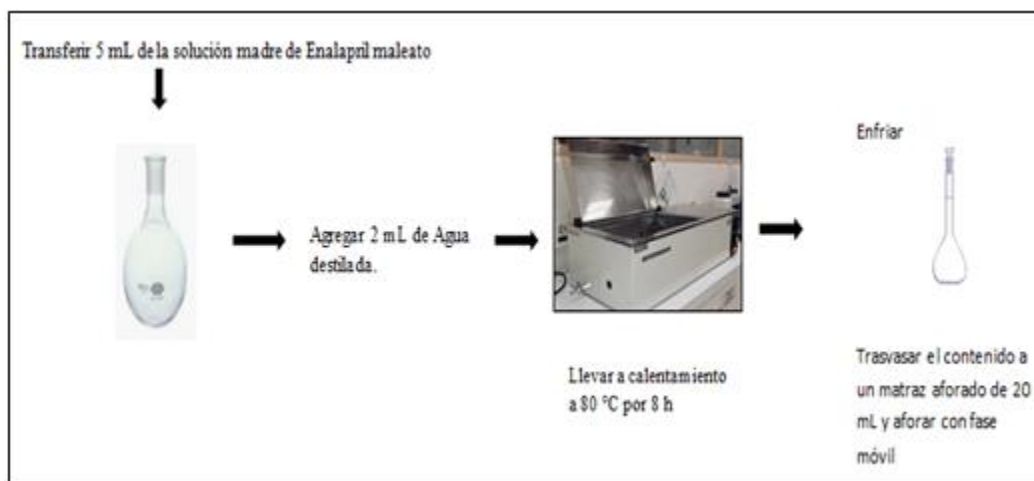 Transferir 5 mL de la solución madre de Enalapril maleato
Agregar 2 mL de Agua
destilada.
Llevar a calentamiento
a 80 °C por 8 h
Enfriar
Trasvasar el contenido a
un matraz aforado de 20
mL y aforar con fase
móvil